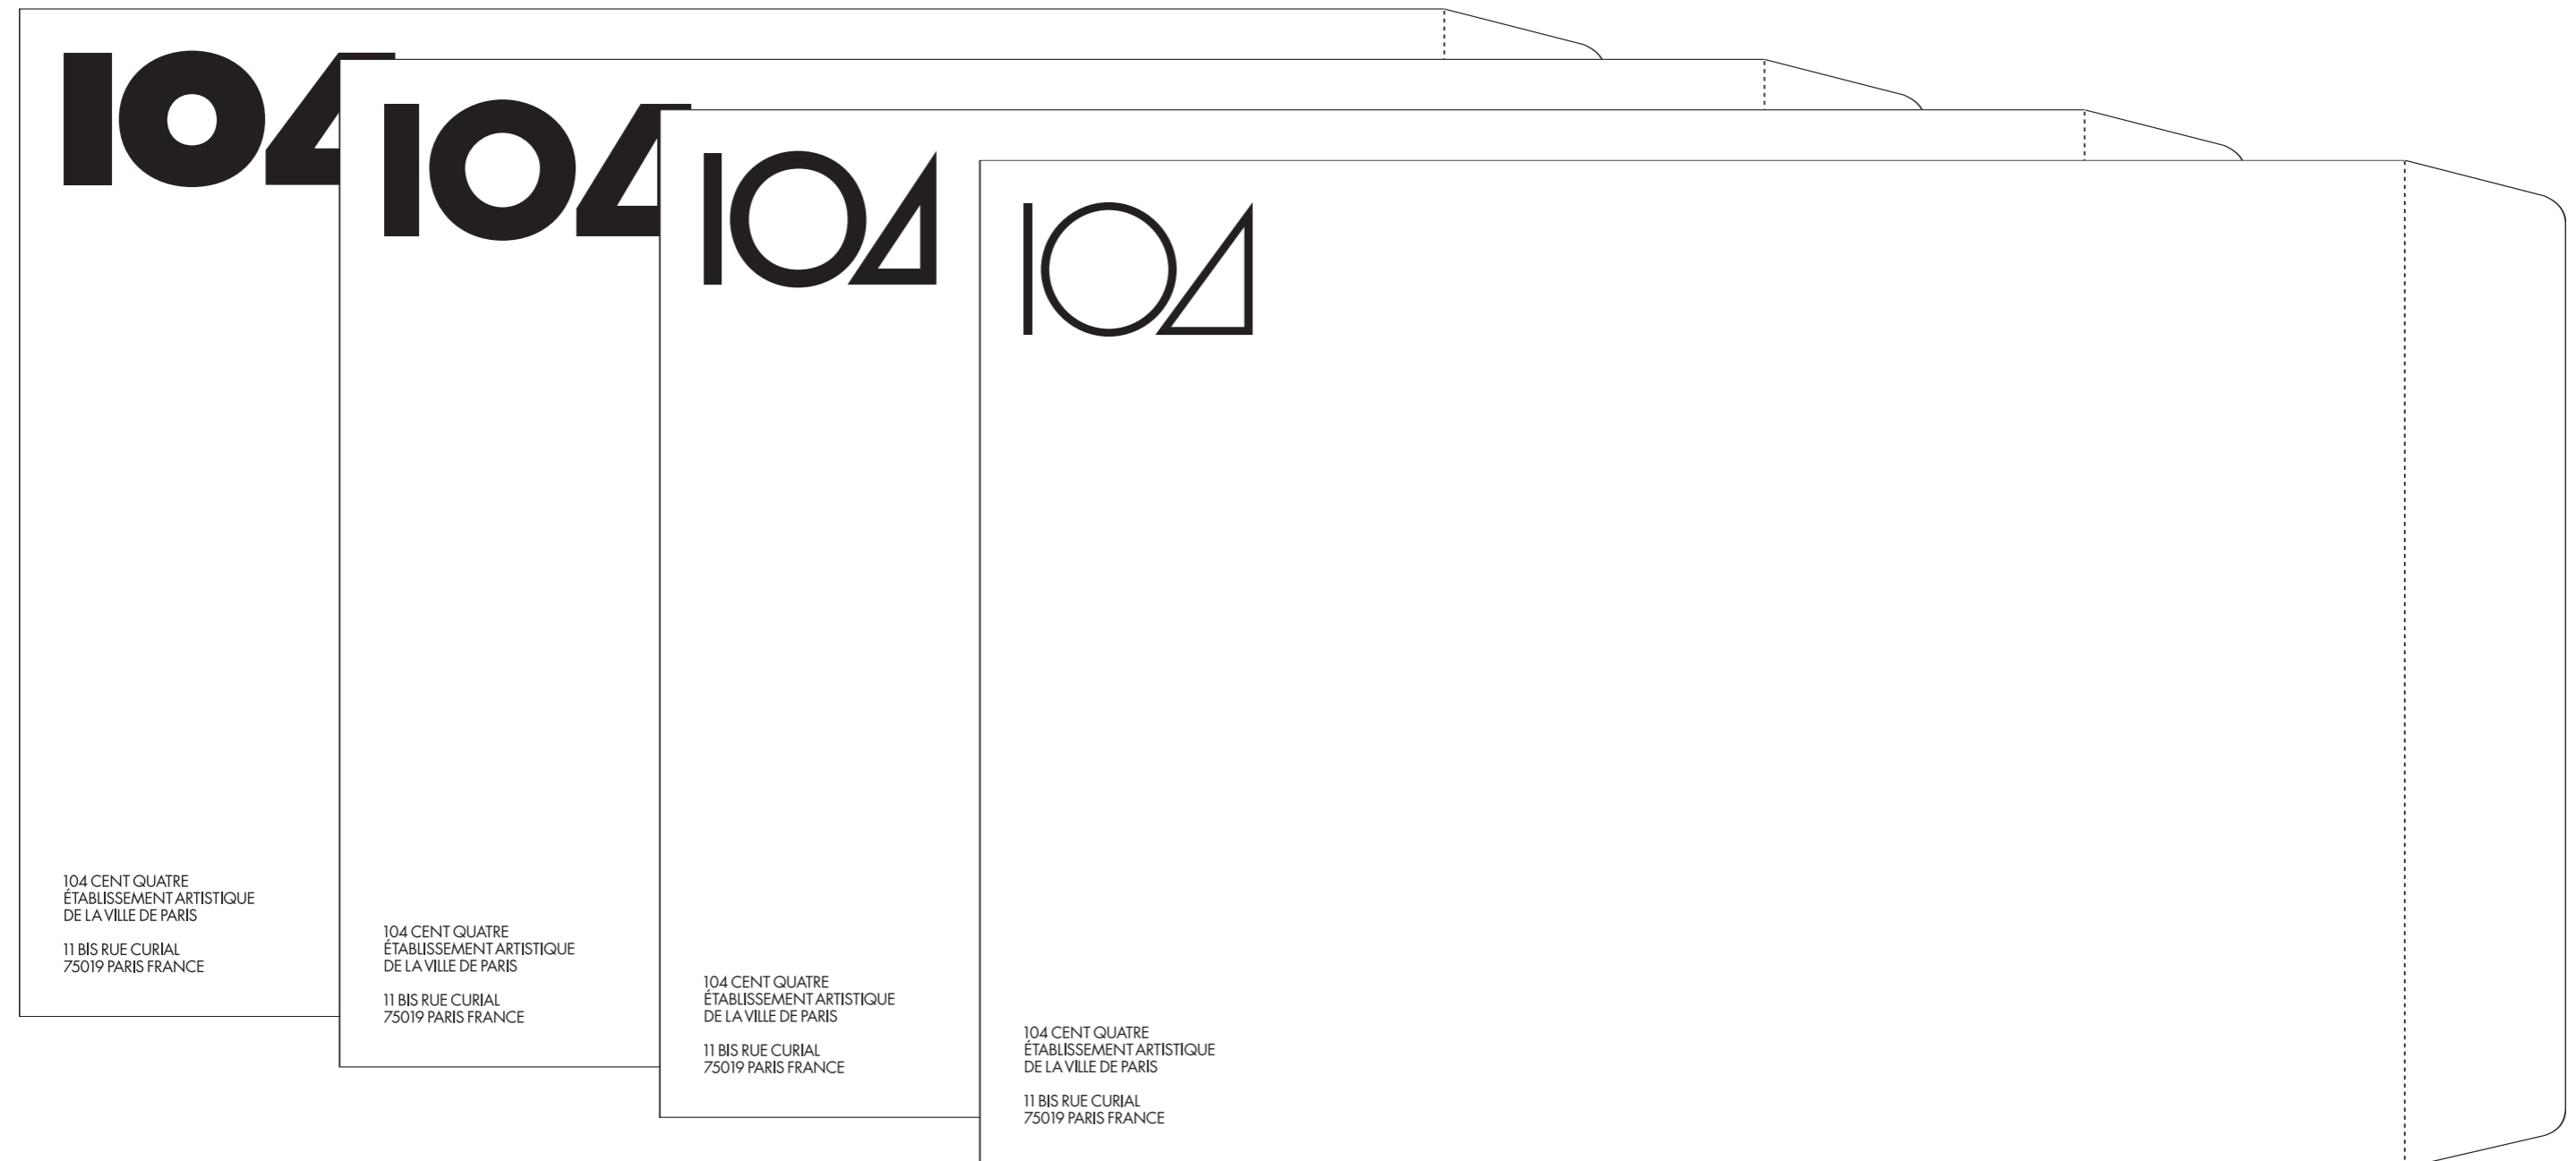 104
104 CENT QUATRE
ÉTABLISSEMENT ARTISTIQUE
DE LA VILLE DE PARIS
11 BIS RUE CURIAL
75019 PARIS FRANCE
104
104 CENT QUATRE
ÉTABLISSEMENT ARTISTIQUE
DE LA VILLE DE PARIS
11 BIS RUE CURIAL
75019 PARIS FRANCE
104
104 CENT QUATRE
ÉTABLISSEMENT ARTISTIQUE
DE LA VILLE DE PARIS
11 BIS RUE CURIAL
75019 PARIS FRANCE
104
104 CENT QUATRE
ÉTABLISSEMENT ARTISTIQUE
DE LA VILLE DE PARIS
11 BIS RUE CURIAL
75019 PARIS FRANCE